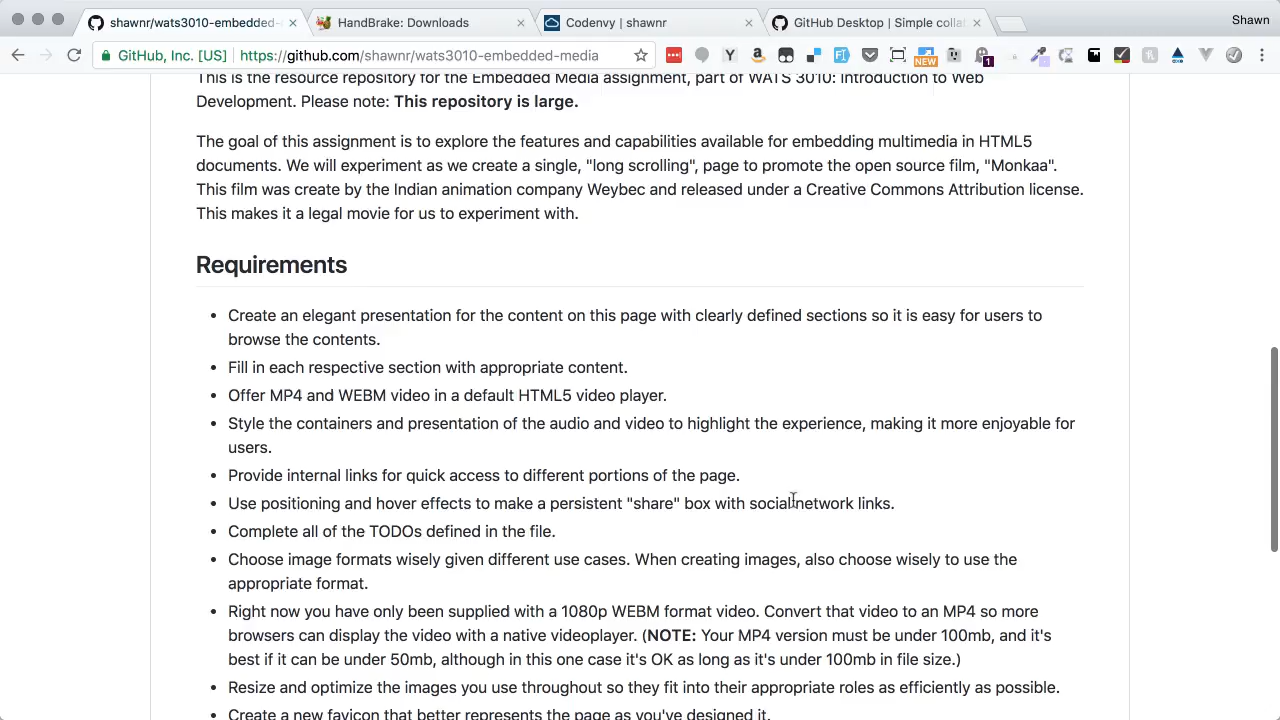 shawnr/wats3010-embedded-
HandBrake: Downloads
Codenvy | shawnr
GitHub Desktop | Simple collab
Shawn
GitHub, Inc. [US]
https://github.com/shawnr/wats3010-embedded-media
NEW
1
This is the resource repository for the Embedded Media assignment, part of WATS 3010: Introduction to Web
Development. Please note: This repository is large.
The goal of this assignment is to explore the features and capabilities available for embedding multimedia in HTML5
documents. We will experiment as we create a single, "long scrolling", page to promote the open source film, "Monkaa".
This film was create by the Indian animation company Weybec and released under a Creative Commons Attribution license.
This makes it a legal movie for us to experiment with.
Requirements
• Create an elegant presentation for the content on this page with clearly defined sections so it is easy for users to
browse the contents.
• Fill in each respective section with appropriate content.
• Offer MP4 and WEBM video in a default HTML5 video player.
• Style the containers and presentation of the audio and video to highlight the experience, making it more enjoyable for
users.
• Provide internal links for quick access to different portions of the page.
• Use positioning and hover effects to make a persistent "share" box with social network links.
• Complete all of the TODOs defined in the file.
• Choose image formats wisely given different use cases. When creating images, also choose wisely to use the
appropriate format.
• Right now you have only been supplied with a 1080p WEBM format video. Convert that video to an MP4 so more
browsers can display the video with a native videoplayer. (NOTE: Your MP4 version must be under 100mb, and it's
best if it can be under 50mb, although in this one case it's OK as long as it's under 100mb in file size.)
• Resize and optimize the images you use throughout so they fit into their appropriate roles as efficiently as possible.
• Create a new favicon that better represents the page as you've designed it.